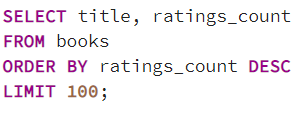 SELECT title, ratings_count
FROM books
ORDER BY ratings_count DESC
LIMIT 100;